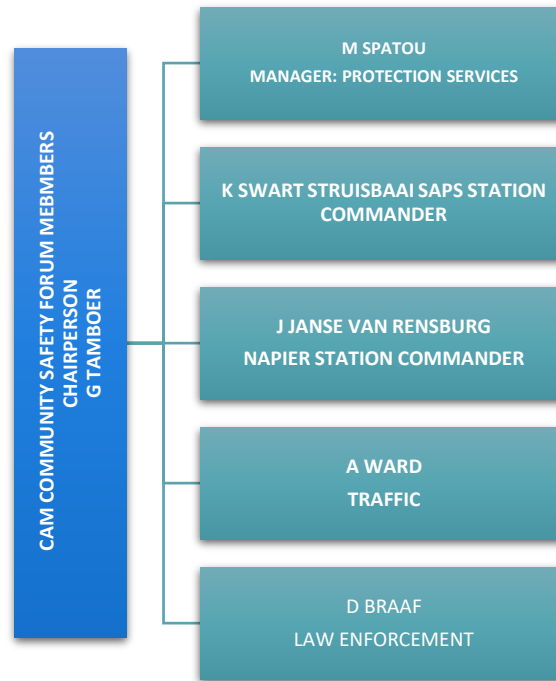 CAM COMMUNITY SAFETY FORUM MEBMBERS
CHAIRPERSON
G TAMBOER
M SPATOU
MANAGER: PROTECTION SERVICES
K SWART STRUISBAAI SAPS STATION
COMMANDER
J JANSE VAN RENSBURG
NAPIER STATION COMMANDER
A WARD
TRAFFIC
D BRAAF
LAW ENFORCEMENT